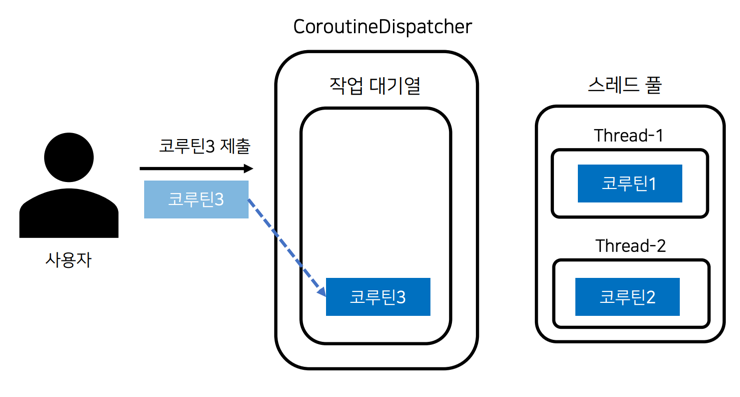 CoroutineDispatcher
작업 대기열
스레드 풀
Thread-1
코루틴3 제출
코루틴1
코루틴3
Thread-2
사용자
코루틴3
코루틴2